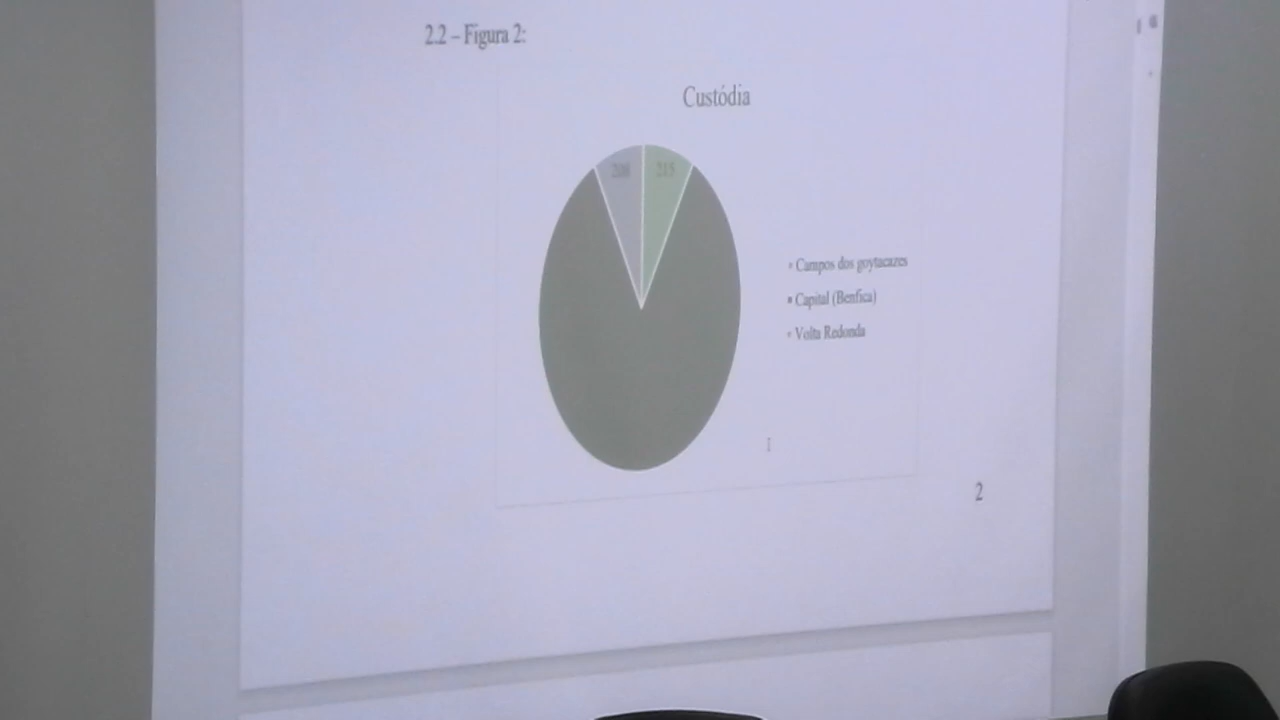 2.2 – Figura 2:
Custódia
208 215
Campos dos goytacazes
Capital (Benfica)
Volta Redonda
2